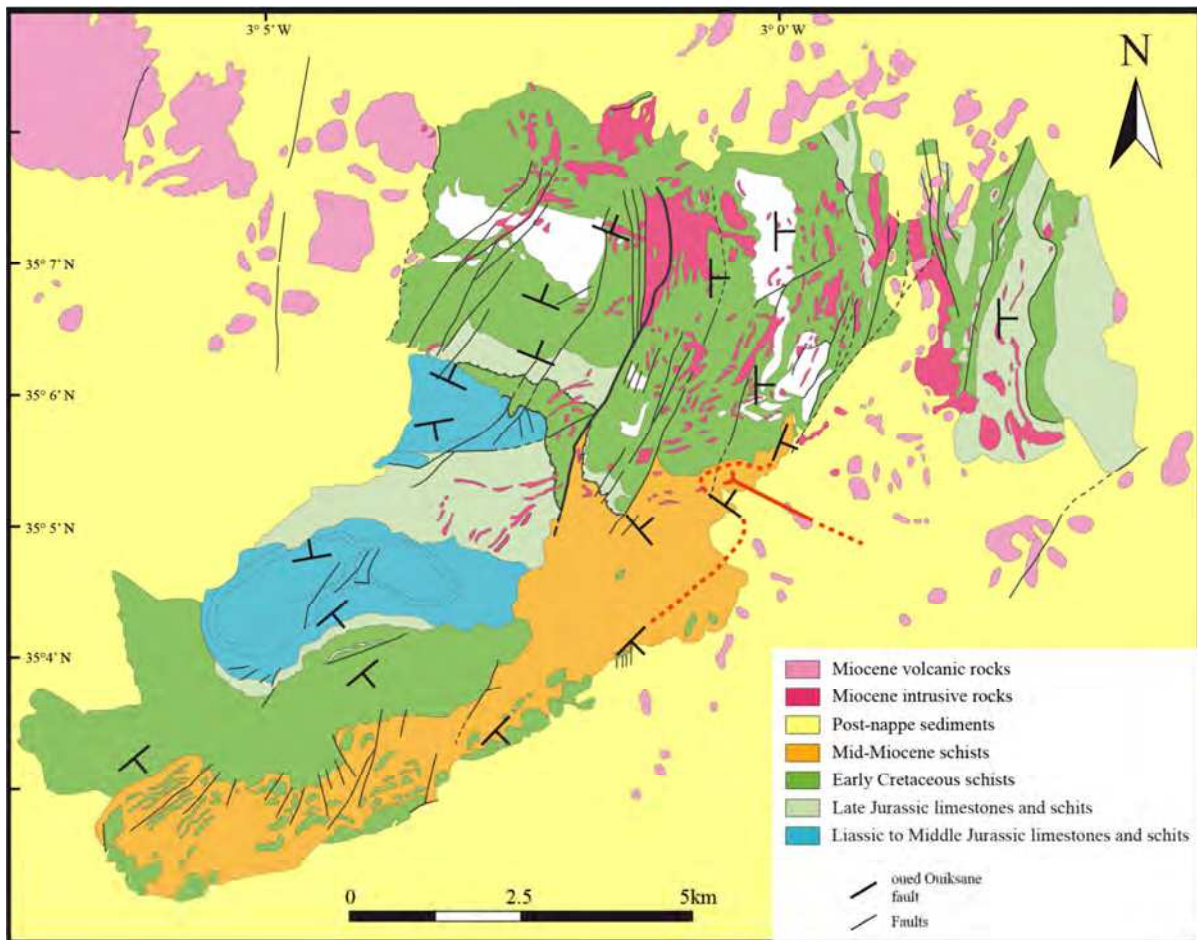 3° 5' W
3° 0' W
N
35° 7' N
35° 6' N
35° 5' N
35° 4' N
Miocene volcanic rocks
Miocene intrusive rocks
Post-nappe sediments
Mid-Miocene schists
Early Cretaceous schists
Late Jurassic limestones and schits
Liassic to Middle Jurassic limestones and schits
oued Ouiksane
fault
Faults
0 2.5 5km